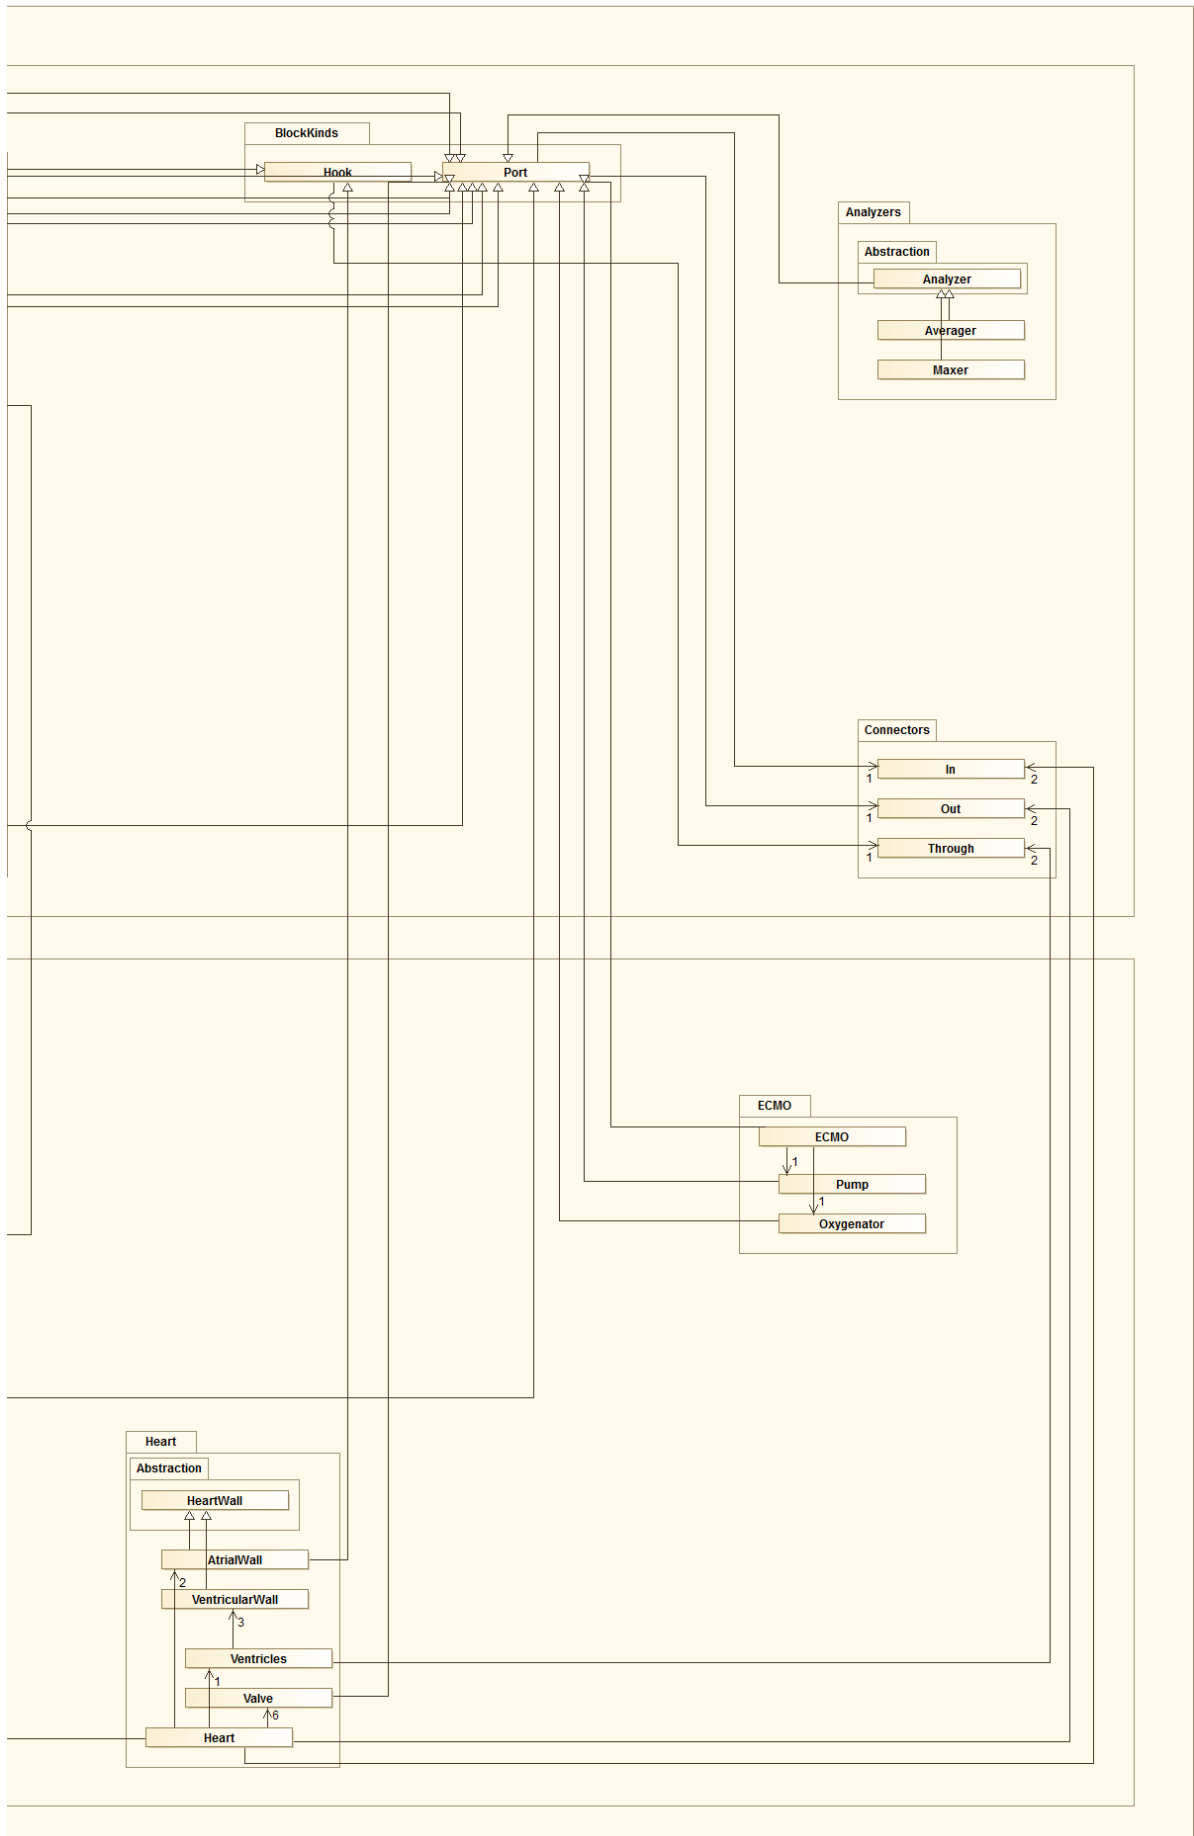 BlockKinds
Hook
Port
Analyzers
Abstraction
Analyzer
Averager
Maxer
Connectors
In
1
2
Out
1
2
Through
1
2
ECMO
ECMO
1
Pump
1
Oxygenator
Heart
Abstraction
HeartWall
AtrialWall
2
VentricularWall
3
Ventricles
1
Valve
6
Heart